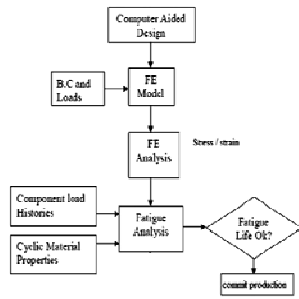 Computer Aided
Design
B.C and
Loads
FE
Model
FE
Analysis
Stress / strain
Component load
Histories
Cyclic Material
Properties
Fatigue
Analysis
Fatigue
Life Ok?
commit production